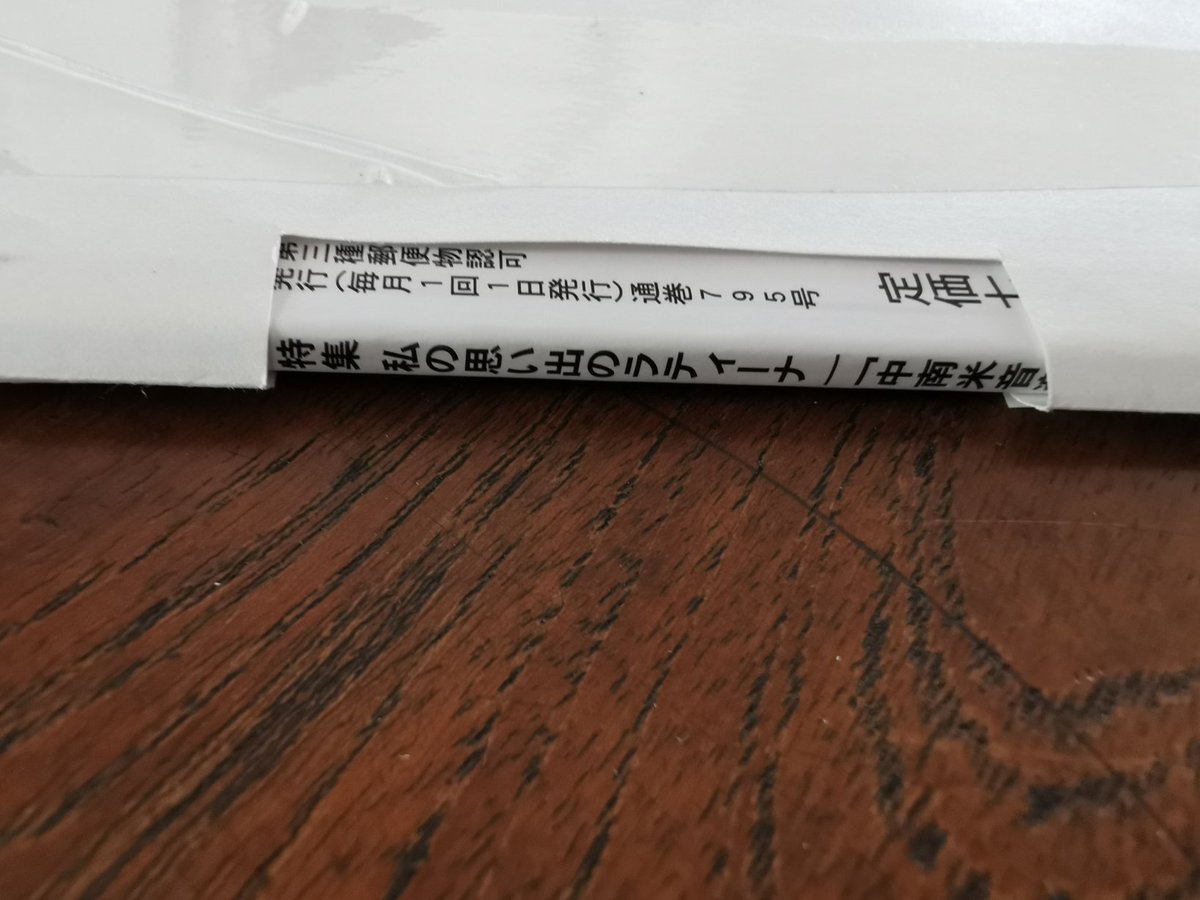 第三種郵便物認可
発行(毎月1回1日発行)通巻795号
定価
特集 私の思い出のラティーナ/「中南米音